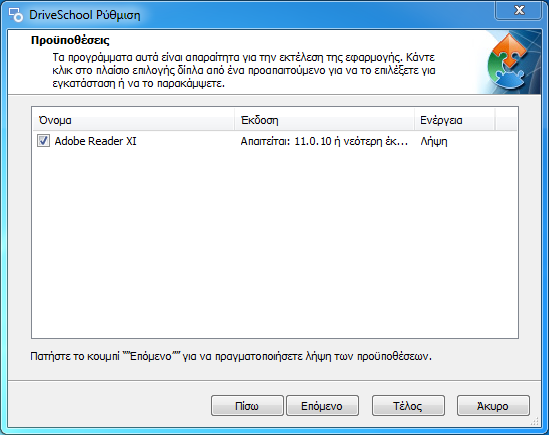 DriveSchool Ρύθμιση
Προϋποθέσεις
Τα προγράμματα αυτά είναι απαραίτητα για την εκτέλεση της εφαρμογής. Κάντε
κλικ στο πλαίσιο επιλογής δίπλα από ένα προαπαιτούμενο για να το επιλέξετε για
εγκατάσταση ή να το παρακάμψετε.
Όνομα Έκδοση Ενέργεια
Adobe Reader XI Απαιτείται: 11.0.10 ή νεότερη έκ... Λήψη
Πατήστε το κουμπί ""Επόμενο"" για να πραγματοποιήσετε λήψη των προϋποθέσεων.
Πίσω Επόμενο Τέλος Άκυρο